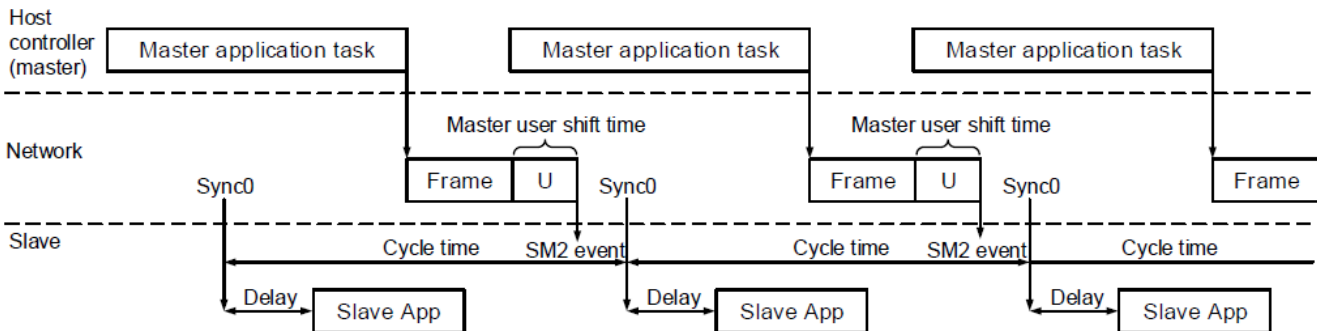 Host
controller
(master)
Master application task
Master application task
Master application task
Network
Master user shift time
Master user shift time
Sync0
Frame
U
Sync0
Frame
U
Sync0
Frame
Slave
Cycle time
SM2 event
Cycle time
SM2 event
Cycle time
Delay
Slave App
Delay
Slave App
Delay
Slave App